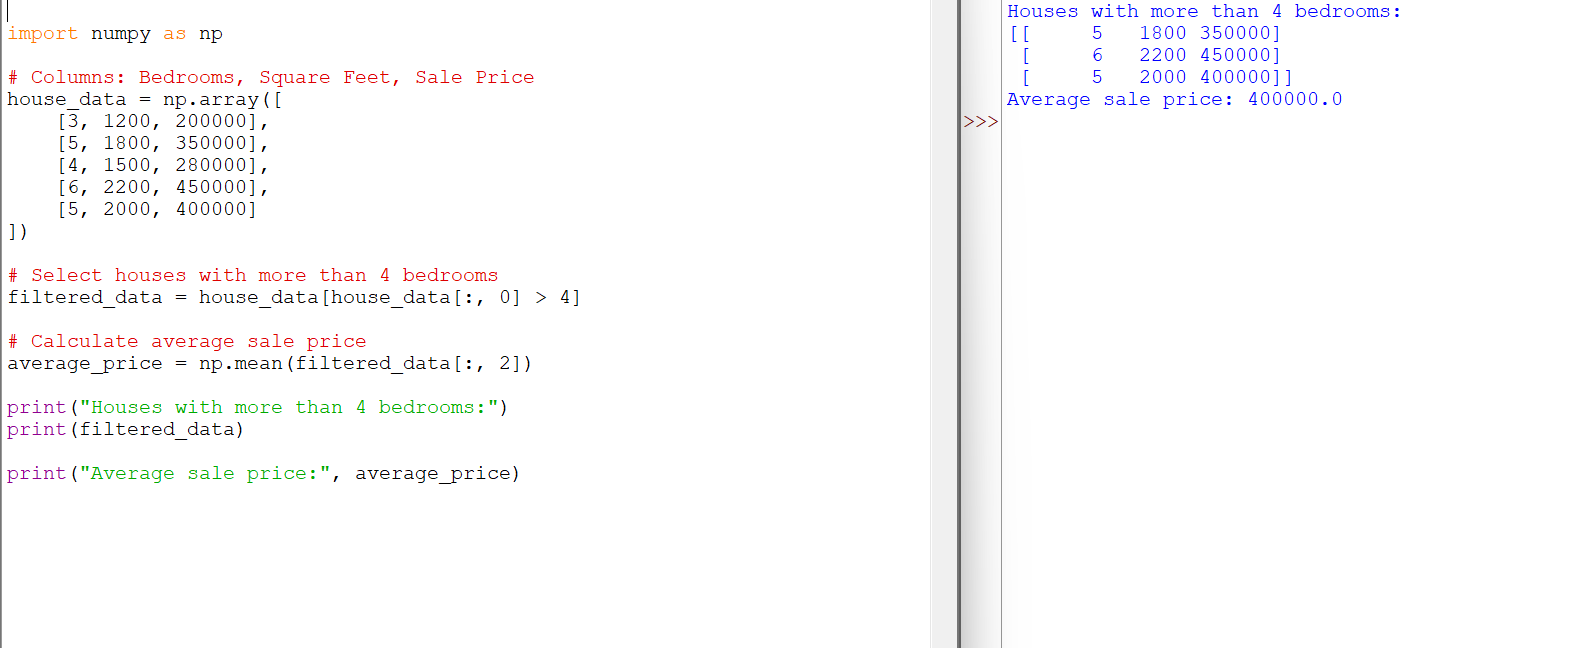 import numpy as np
# Columns: Bedrooms, Square Feet, Sale Price
house_data = np.array([
    [3, 1200, 200000],
    [5, 1800, 350000],
    [4, 1500, 280000],
    [6, 2200, 450000],
    [5, 2000, 400000]
])
# Select houses with more than 4 bedrooms
filtered_data = house_data[house_data[:, 0] > 4]
# Calculate average sale price
average_price = np.mean(filtered_data[:, 2])
print("Houses with more than 4 bedrooms:")
print(filtered_data)
print("Average sale price:", average_price)
Houses with more than 4 bedrooms:
[[     5   1800 350000]
 [     6   2200 450000]
 [     5   2000 400000]]
Average sale price: 400000.0
>>>